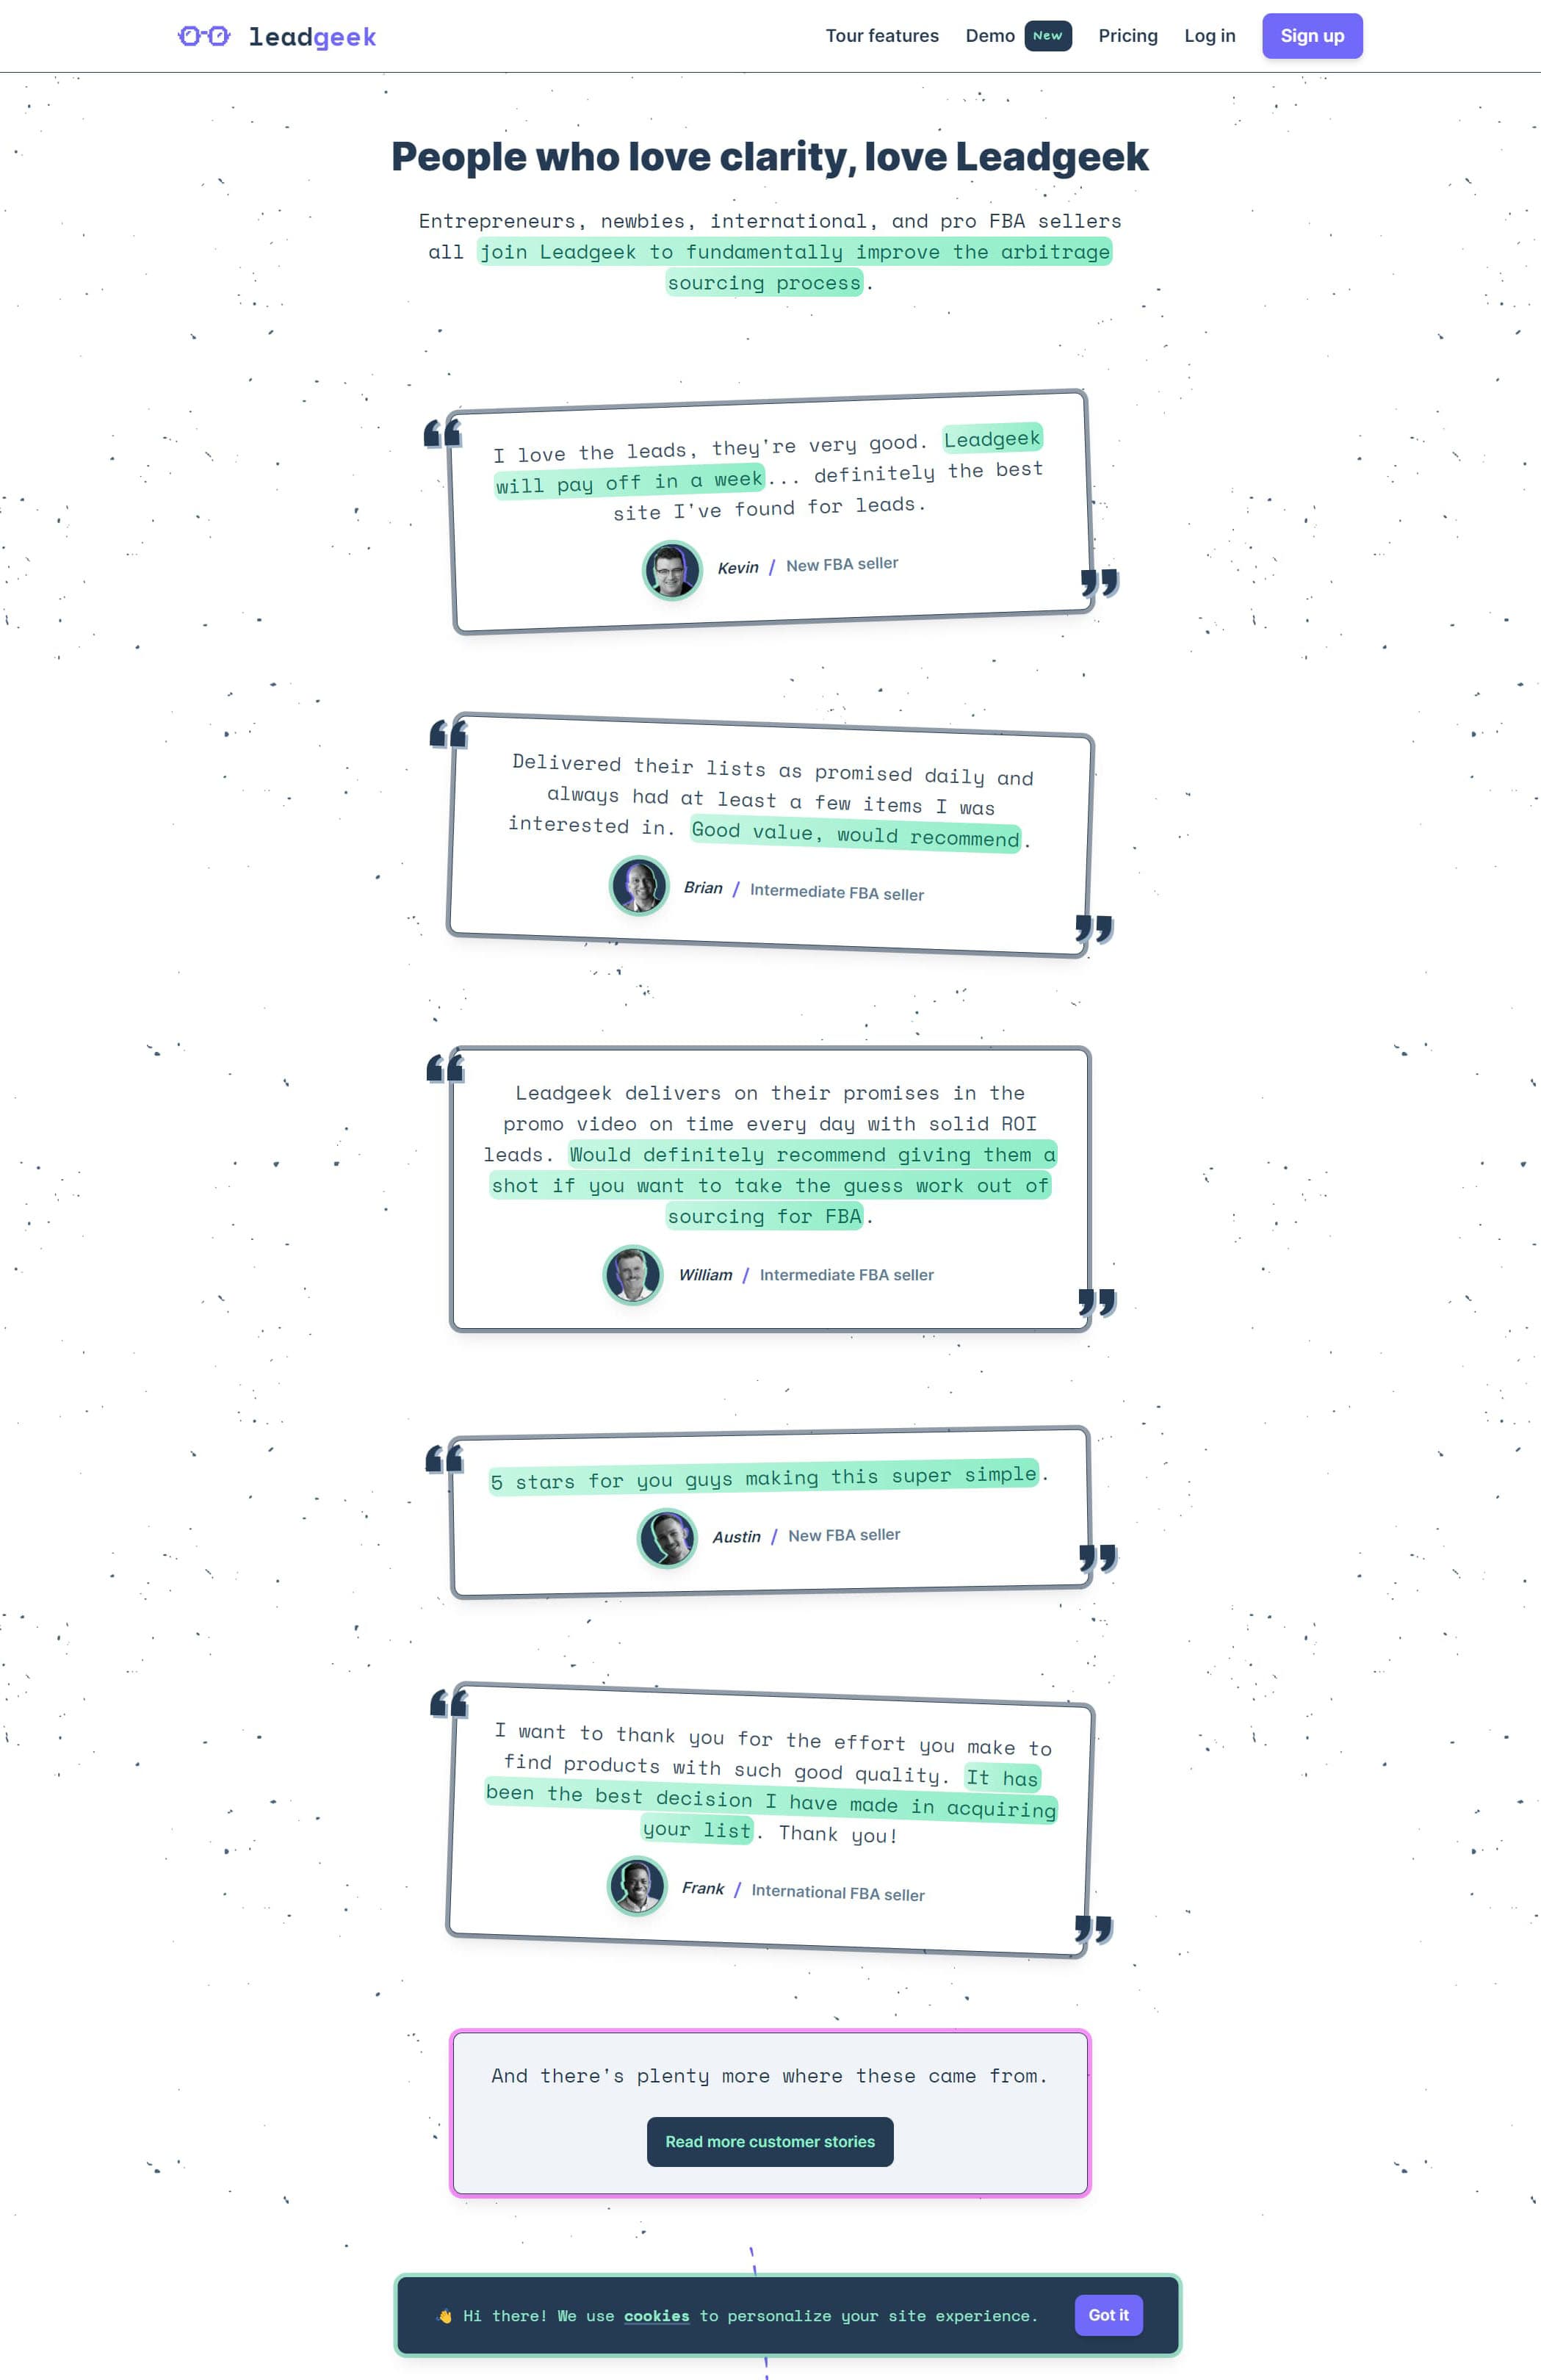 leadgeek
Tour features
Demo
New
Pricing
Log in
Sign up
People who love clarity, love Leadgeek
Entrepreneurs, newbies, international, and pro FBA sellers
all join Leadgeek to fundamentally improve the arbitrage
sourcing process.
I love the leads, they're very good. Leadgeek
will pay off in a week... definitely the best
site I've found for leads.
Kevin / New FBA seller
Delivered their lists as promised daily and
always had at least a few items I was
interested in. Good value, would recommend.
Brian / Intermediate FBA seller
Leadgeek delivers on their promises in the
promo video on time every day with solid ROI
leads. Would definitely recommend giving them a
shot if you want to take the guess work out of
sourcing for FBA.
William / Intermediate FBA seller
5 stars for you guys making this super simple.
Austin / New FBA seller
I want to thank you for the effort you make to
find products with such good quality. It has
been the best decision I have made in acquiring
your list. Thank you!
Frank / International FBA seller
And there's plenty more where these came from.
Read more customer stories
👋 Hi there! We use cookies to personalize your site experience.
Got it